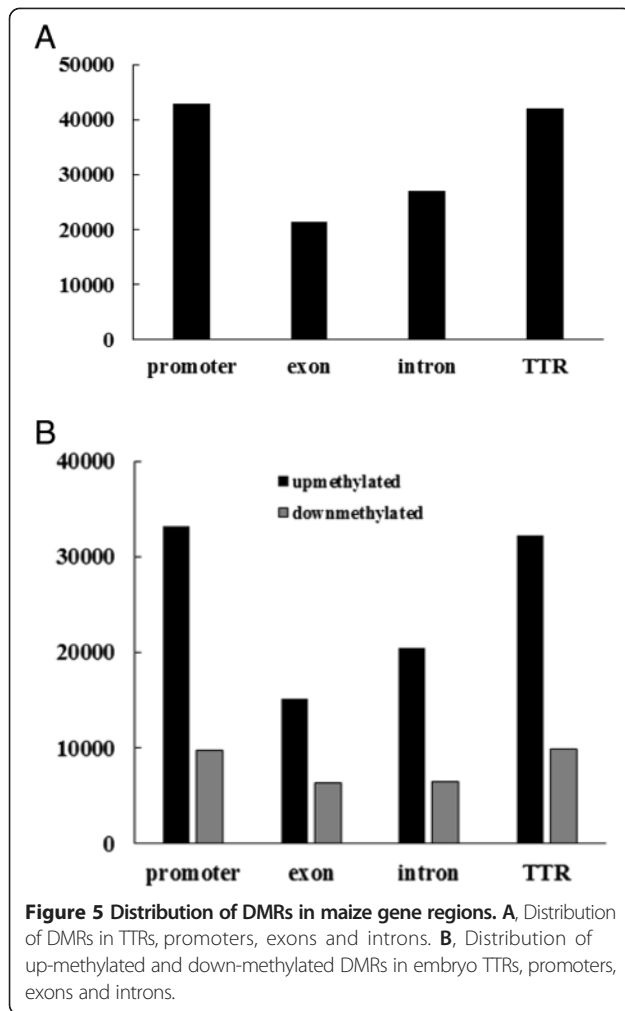 A
50000
40000
30000
20000
10000
0
promoter exon intron TTR
B
40000
30000
20000
10000
0
upmethylated
downmethylated
promoter exon intron TTR
Figure 5 Distribution of DMRs in maize gene regions. A, Distribution
of DMRs in TTRs, promoters, exons and introns. B, Distribution of
up-methylated and down-methylated DMRs in embryo TTRs, promoters,
exons and introns.